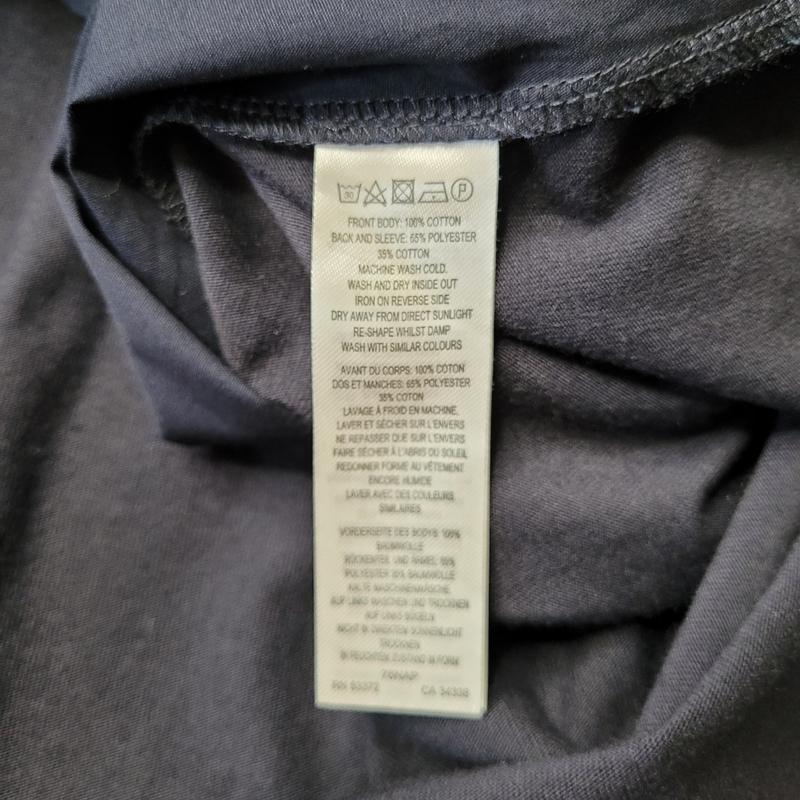 30 P
FRONT BODY: 100% COTTON
BACK AND SLEEVE: 65% POLYESTER
35% COTTON
MACHINE WASH COLD.
WASH AND DRY INSIDE OUT
IRON ON REVERSE SIDE
DRY AWAY FROM DIRECT SUNLIGHT
RE-SHAPE WHILST DAMP
WASH WITH SIMILAR COLOURS
AVANT DU CORPS: 100% COTON
DOS ET MANCHES: 65% POLYESTER
35% COTON
LAVAGE À FROID EN MACHINE,
LAVER ET SÉCHER SUR L'ENVERS
NE REPASSER QUE SUR L'ENVERS
FAIRE SÉCHER À L'ABRIS DU SOLEIL
REDONNER FORME AU VÊTEMENT
ENCORE HUMIDE
LAVER AVEC DES COULEURS
SIMILAIRES
VORDERSEITE DES BODYS 100%
BAUMWOLLE
RÜCKENTEIL UND ÄRMEL 65%
POLYESTER 35% BAUMWOLLE
KALTE MASCHINENWÄSCHE,
AUF LINKS WASCHEN UND TROCKNEN
AUF LINKS BÜGELN
NICHT IN DIREKTEM SONNENLICHT
TROCKNEN
IN FEUCHTEN ZUSTAND IN FORM
RN 93372 CA 34338